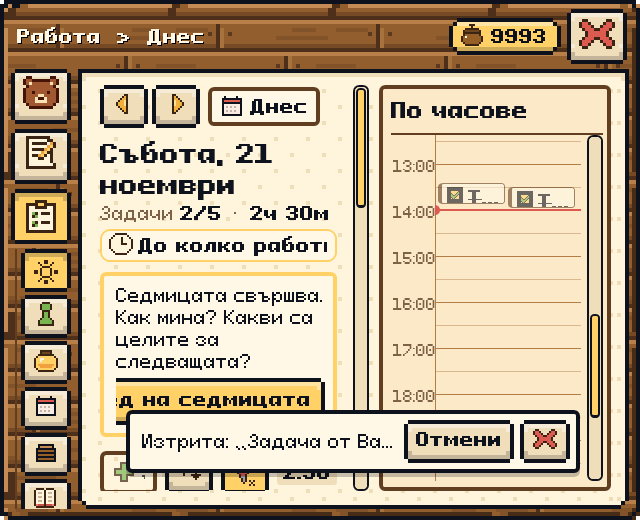 Работа > Днес
9993
Днес
Събота, 21
ноември
Задачи 2/5 · 2ч 30м
До колко работи
Седмицата свършва.
Как мина? Какви са
целите за
следващата?
д на седмицата
По часове
13:00
Т...
Т...
14:00
15:00
16:00
17:00
18:00
Изтрита: „Задача от Ва...
Отмени